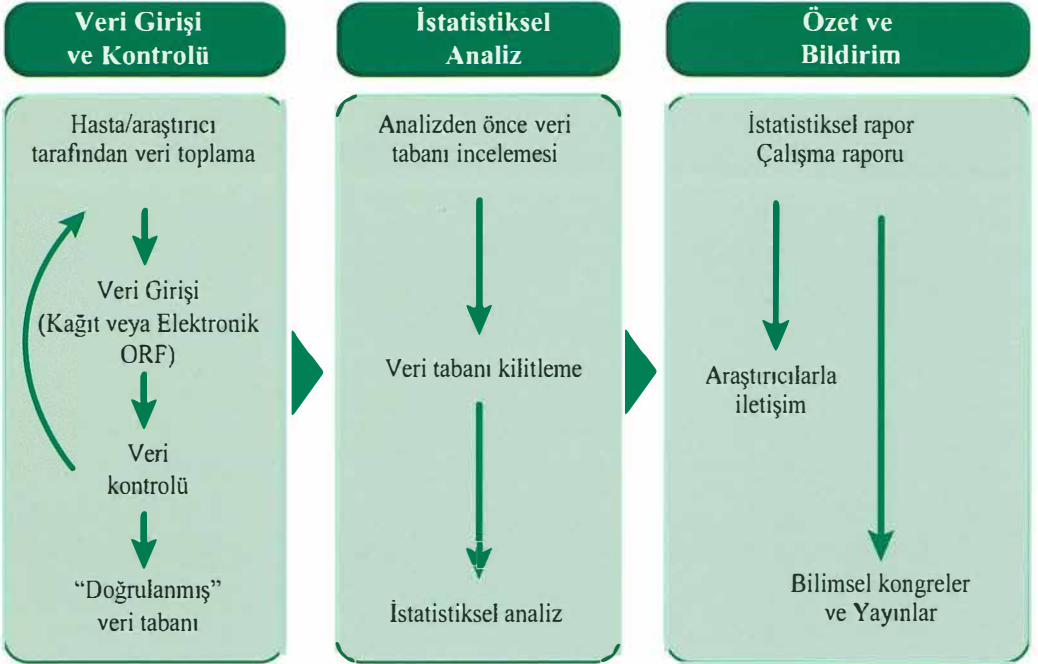 Veri Girişi
ve Kontrolü
Hasta/araştırıcı
tarafından veri toplama
Veri Girişi
(Kağıt veya Elektronik
ORF)
Veri
kontrolü
“Doğrulanmış”
veri tabanı
İstatistiksel
Analiz
Analizden önce veri
tabanı incelemesi
Veri tabanı kilitleme
İstatistiksel analiz
Özet ve
Bildirim
İstatistiksel rapor
Çalışma raporu
Araştırıcılarla
iletişim
Bilimsel kongreler
ve Yayınlar